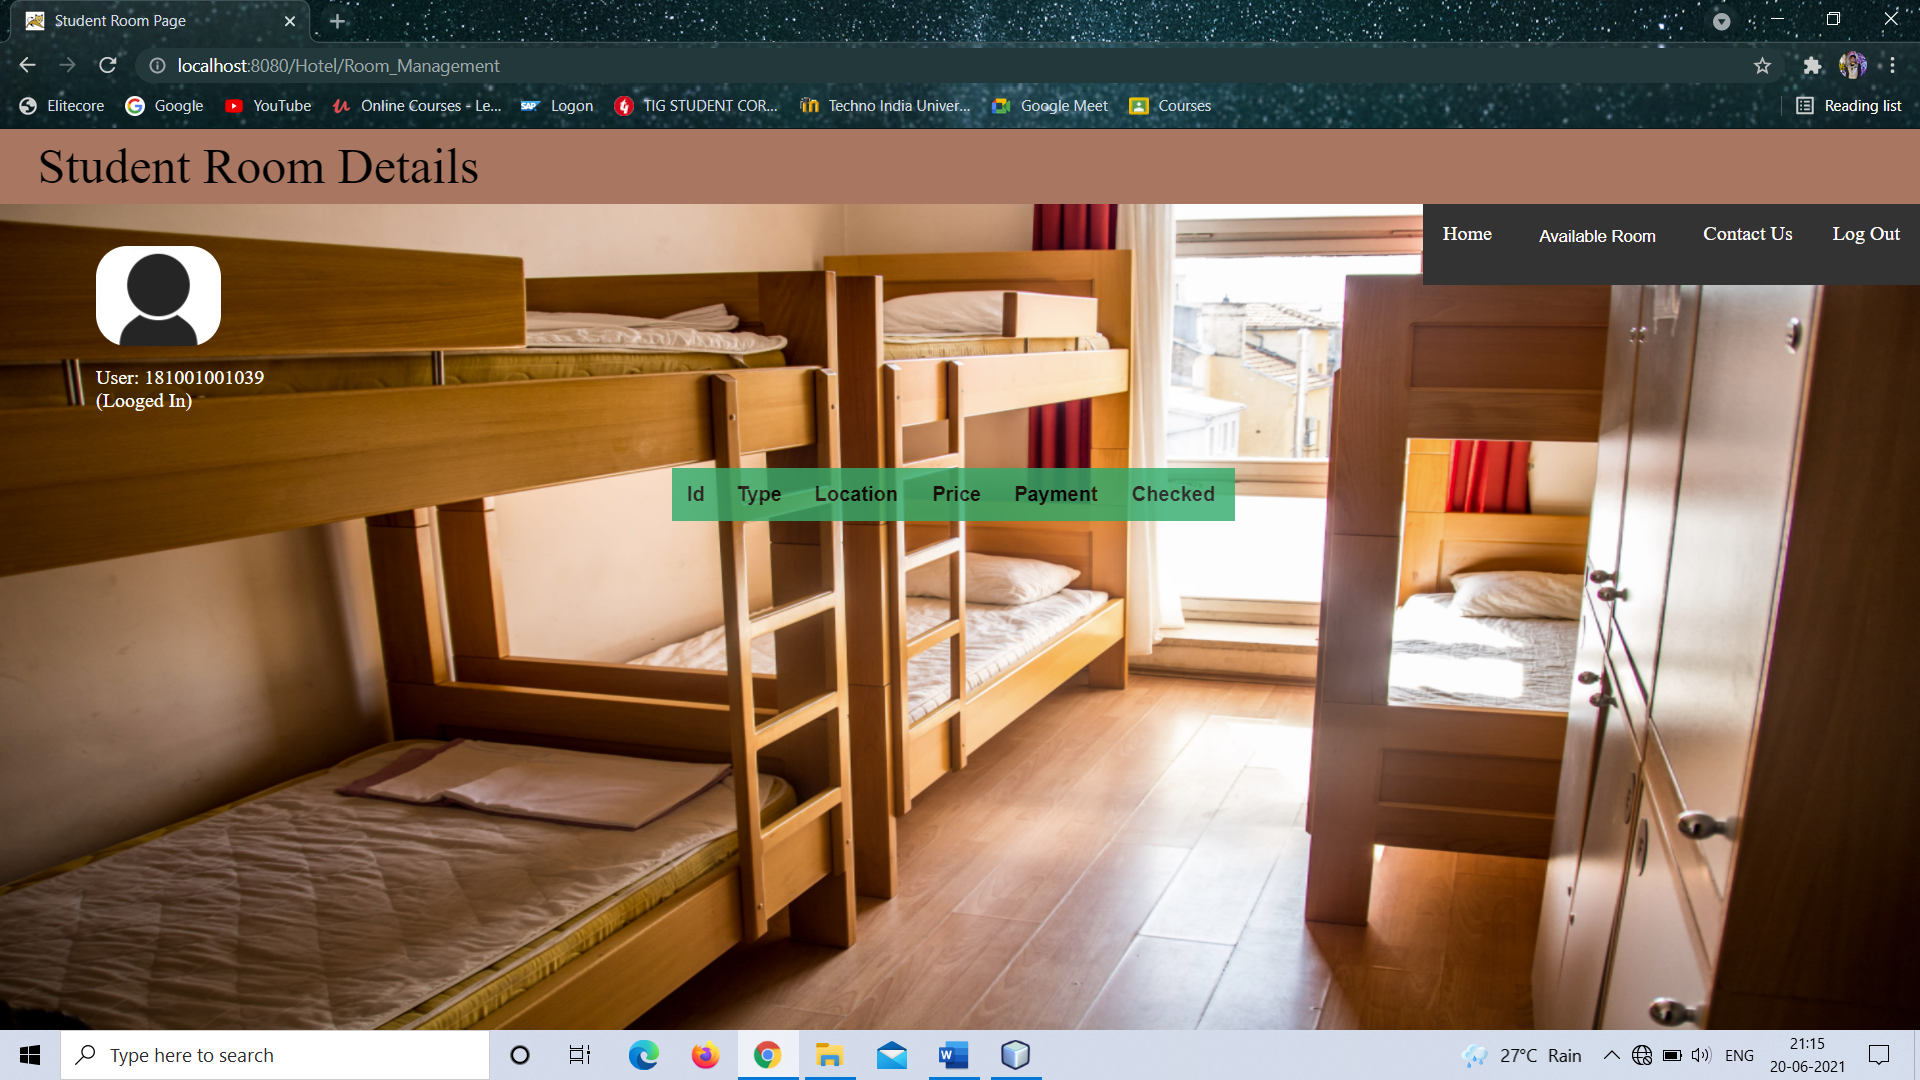 Student Room Page
localhost:8080/Hotel/Room_Management
Elitecore Google YouTube Online Courses - Le... Logon TIG STUDENT COR... Techno India Univer... Google Meet Courses Reading list
Student Room Details
Home Available Room Contact Us Log Out
User: 181001001039
(Looged In)
Id Type Location Price Payment Checked
Type here to search
27°C Rain
ENG
21:15
20-06-2021